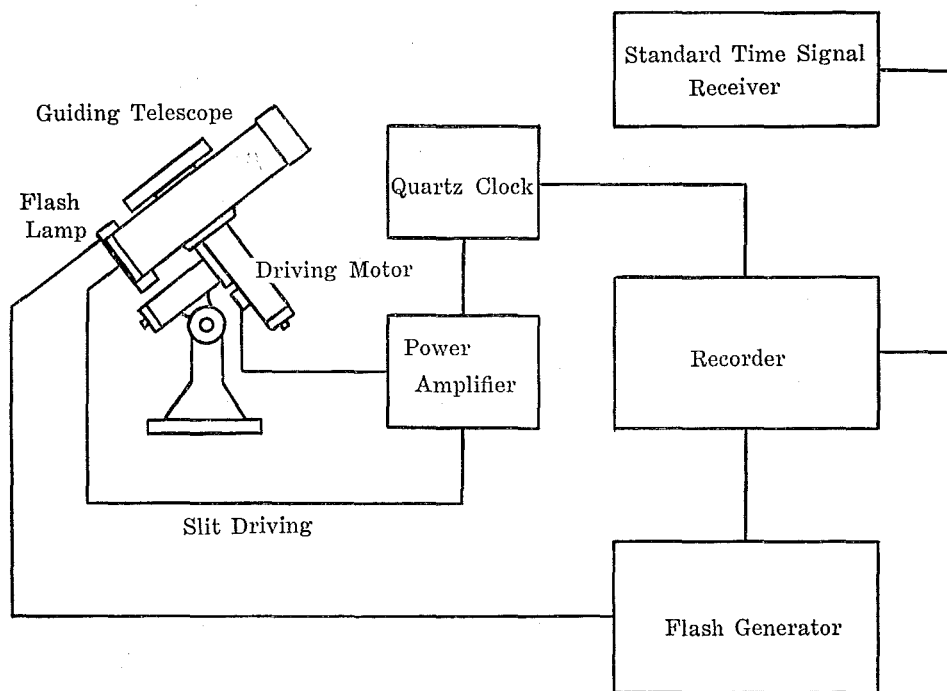 Standard Time Signal
Receiver
Guiding Telescope
Quartz Clock
Flash
Lamp
Driving Motor
Power
Amplifier
Recorder
Slit Driving
Flash Generator